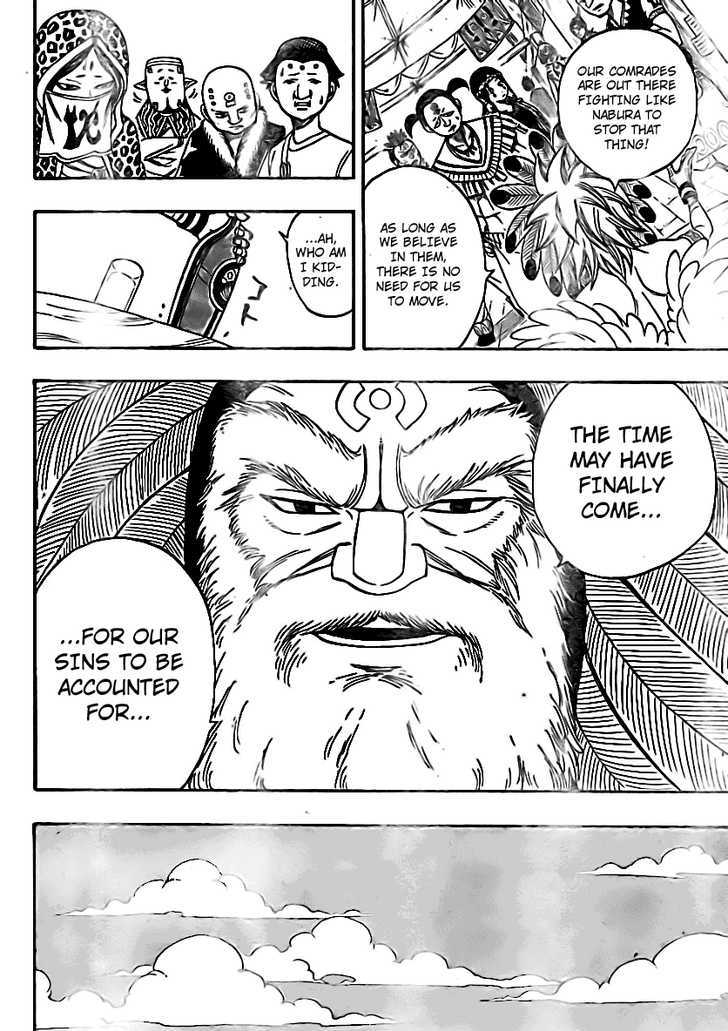 OUR COMRADES
ARE OUT THERE
FIGHTING LIKE
NABURA TO
STOP THAT
THING!
AS LONG AS
WE BELIEVE
IN THEM,
THERE IS NO
NEED FOR US
TO MOVE.
...AH,
WHO AM
I KID-
DING.
THE TIME
MAY HAVE
FINALLY
COME...
...FOR OUR
SINS TO BE
ACCOUNTED
FOR...